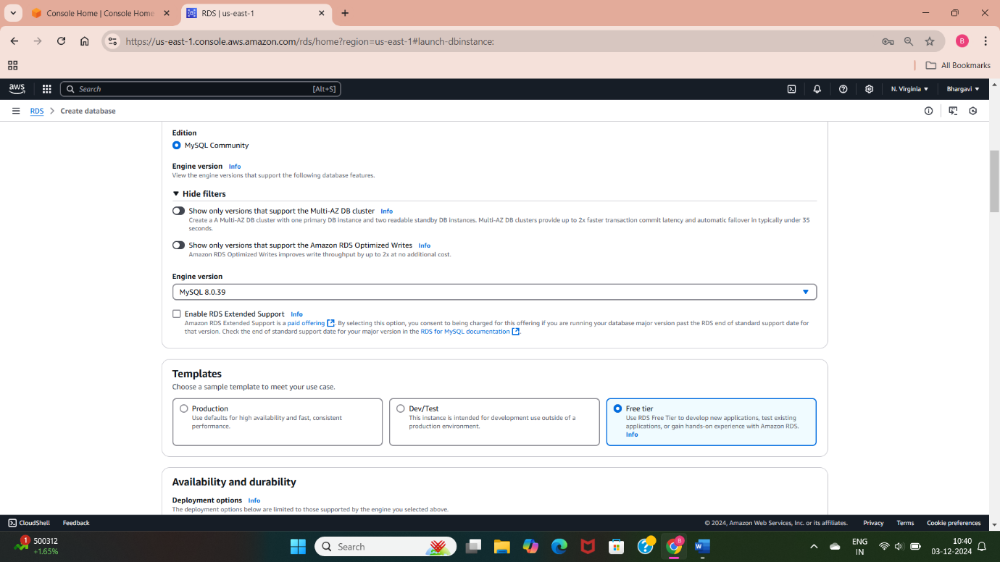 Console Home | Console Home
RDS | us-east-1
https://us-east-1.console.aws.amazon.com/rds/home?region=us-east-1#launch-dbinstance:
B
All Bookmarks
aws
Search
[Alt+S]
N. Virginia
Bhargavi
RDS
Create database
Edition
MySQL Community
Engine version Info
View the engine versions that support the following database features.
Hide filters
Show only versions that support the Multi-AZ DB cluster Info
Create a A Multi-AZ DB cluster with one primary DB instance and two readable standby DB instances. Multi-AZ DB clusters provide up to 2x faster transaction commit latency and automatic failover in typically under 35
seconds.
Show only versions that support the Amazon RDS Optimized Writes Info
Amazon RDS Optimized Writes improves write throughput by up to 2x at no additional cost.
Engine version
MySQL 8.0.39
Enable RDS Extended Support Info
Amazon RDS Extended Support is a paid offering. By selecting this option, you consent to being charged for this offering if you are running your database major version past the RDS end of standard support date for
that version. Check the end of standard support date for your major version in the RDS for MySQL documentation.
Templates
Choose a sample template to meet your use case.
Production
Use defaults for high availability and fast, consistent
performance.
Dev/Test
This instance is intended for development use outside of a
production environment.
Free tier
Use RDS Free Tier to develop new applications, test existing
applications, or gain hands-on experience with Amazon RDS.
Info
Availability and durability
Deployment options Info
The deployment options below are limited to those supported by the engine you selected above.
CloudShell
Feedback
© 2024, Amazon Web Services, Inc. or its affiliates.
Privacy
Terms
Cookie preferences
1
500312
+1.65%
Search
B
W
ENG
IN
10:40
03-12-2024